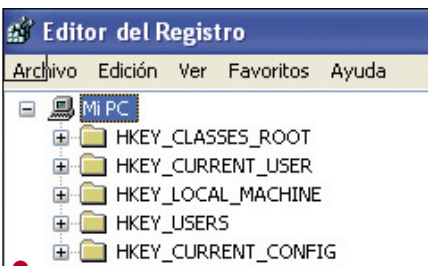 Editor del Registro
Archivo Edición Ver Favoritos Ayuda
Mi PC
HKEY_CLASSES_ROOT
HKEY_CURRENT_USER
HKEY_LOCAL_MACHINE
HKEY_USERS
HKEY_CURRENT_CONFIG